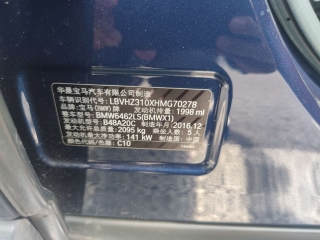 华晨宝马汽车有限公司制造
车辆识别代号: LBVHZ310XHMG70278
品牌: 宝马(BMW)牌 发动机排量: 1998 ml
整车型号: BMW6462LS(BMWX1)
发动机型号: B48A20C 制造年月: 2016.12
最大允许总质量: 2095 kg 乘坐人数: 5 人
发动机最大净功率: 141 kW 制造国: 中国
颜色代号: C10